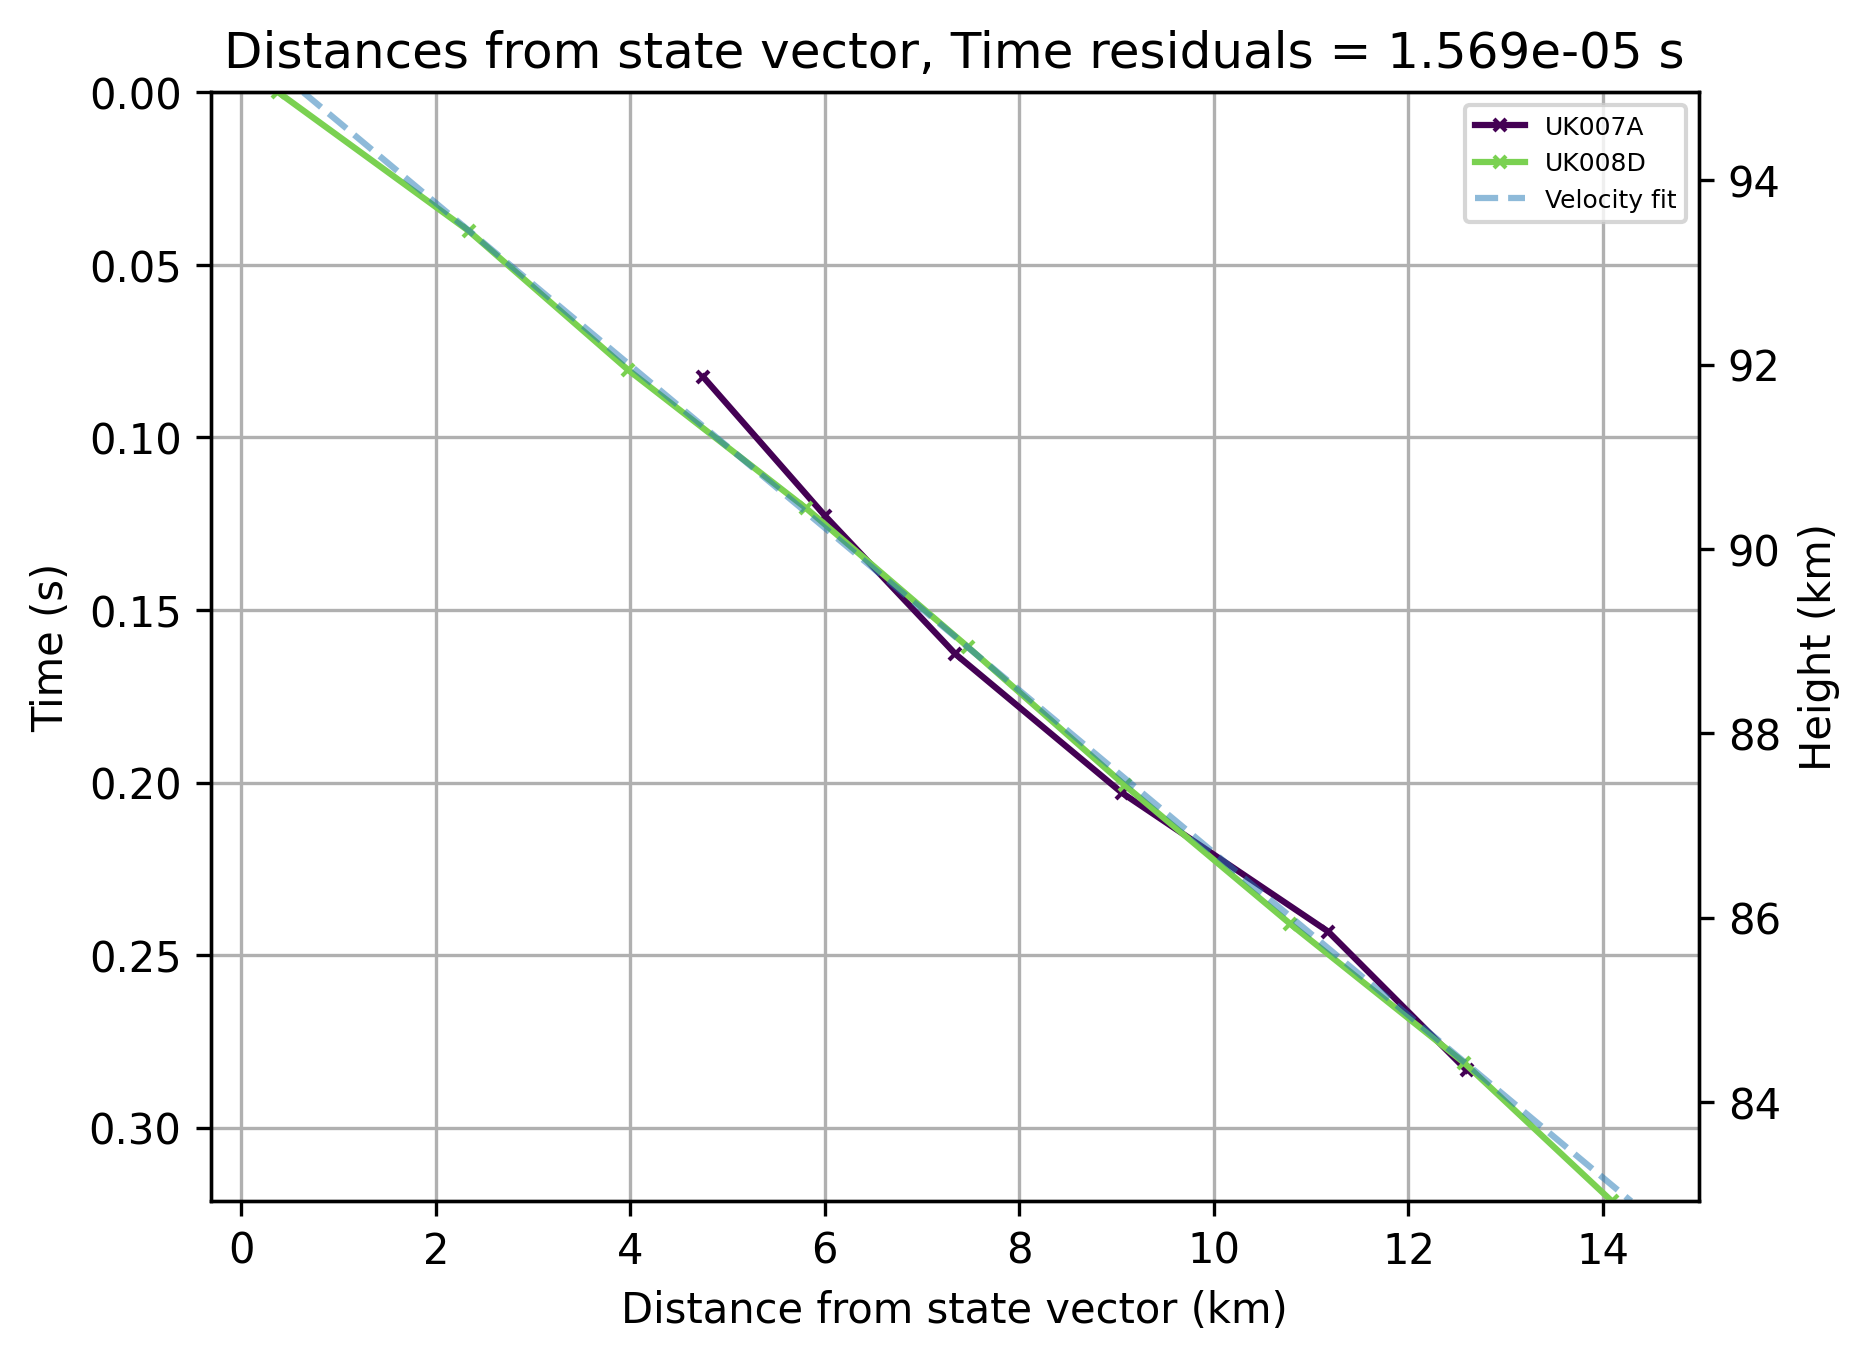 Distances from state vector, Time residuals = 1.569e-05 s
UK007A
UK008D
Velocity fit
Time (s)
0.00
0.05
0.10
0.15
0.20
0.25
0.30
94
92
90
88
86
84
Height (km)
0 2 4 6 8 10 12 14
Distance from state vector (km)